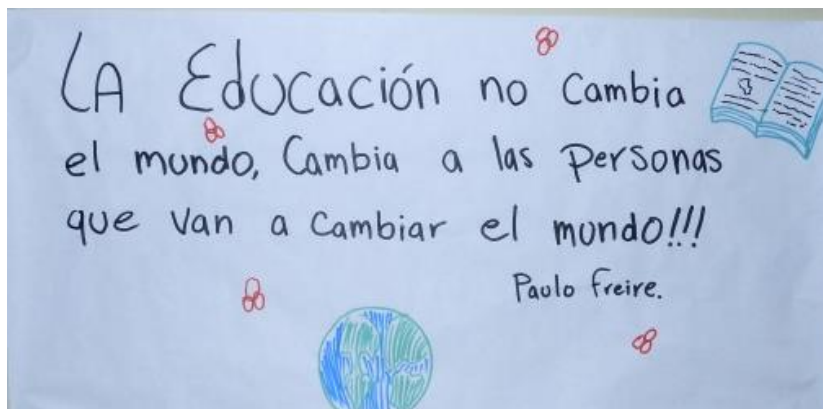 LA Educación no Cambia
el mundo, Cambia a las Personas
que van a Cambiar el mundo!!!
Paulo freire.